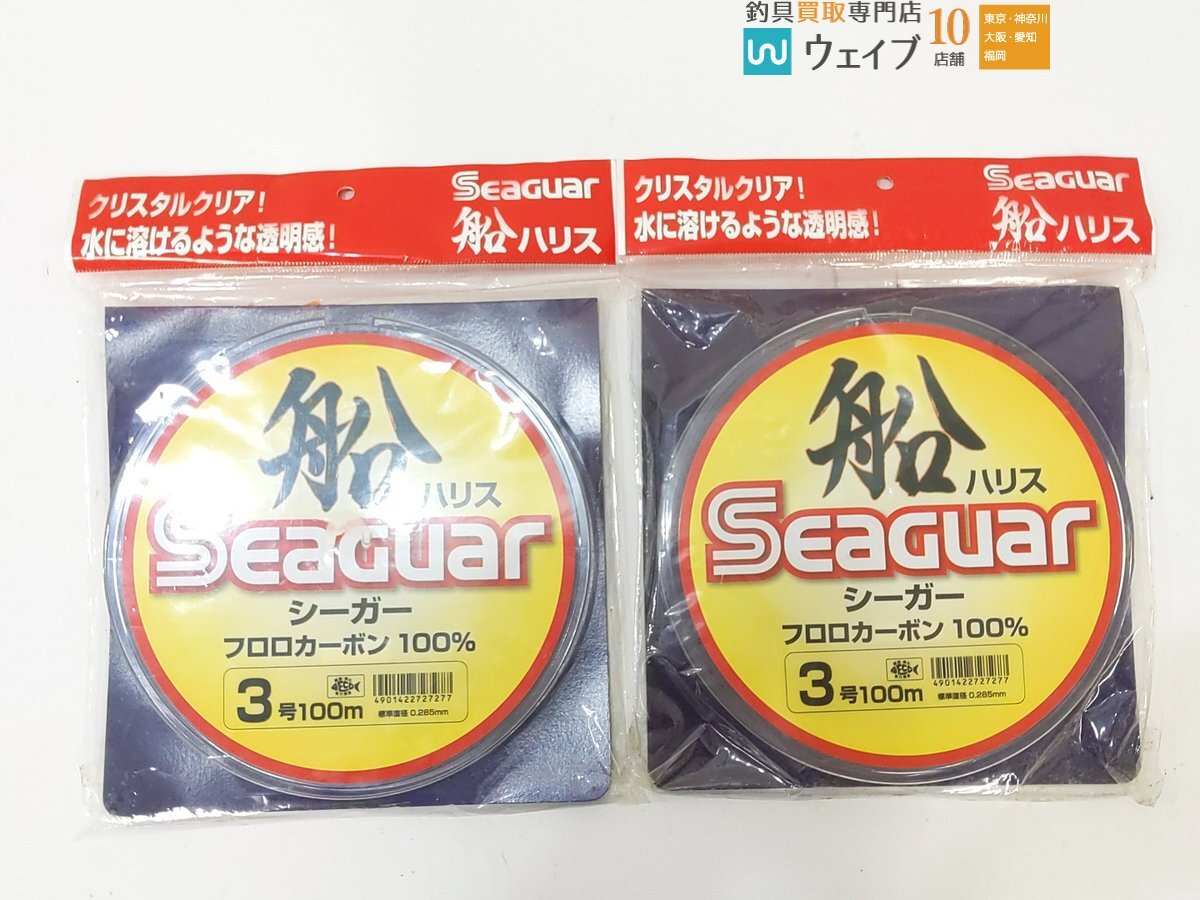 釣具買取専門店
ウェイブ
10
店舗
東京・神奈川
大阪・愛知
福岡
クリスタルクリア!
水に溶けるような透明感!
Seaguar
船ハリス
クリスタルクリア!
水に溶けるような透明感!
Seaguar
船ハリス
船ハリス
Seaguar
シーガー
フロロカーボン 100%
3号100m
4901422727277
標準直径 0.285mm
船ハリス
Seaguar
シーガー
フロロカーボン 100%
3号100m
4901422727277
標準直径 0.285mm